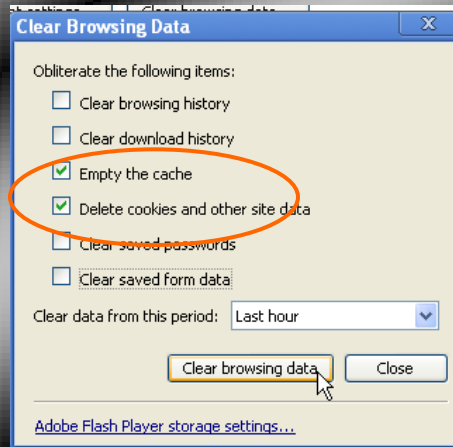 Clear Browsing Data
Obliterate the following items:
Clear browsing history
Clear download history
Empty the cache
Delete cookies and other site data
Clear saved passwords
Clear saved form data
Clear data from this period: Last hour
Clear browsing data Close
Adobe Flash Player storage settings...